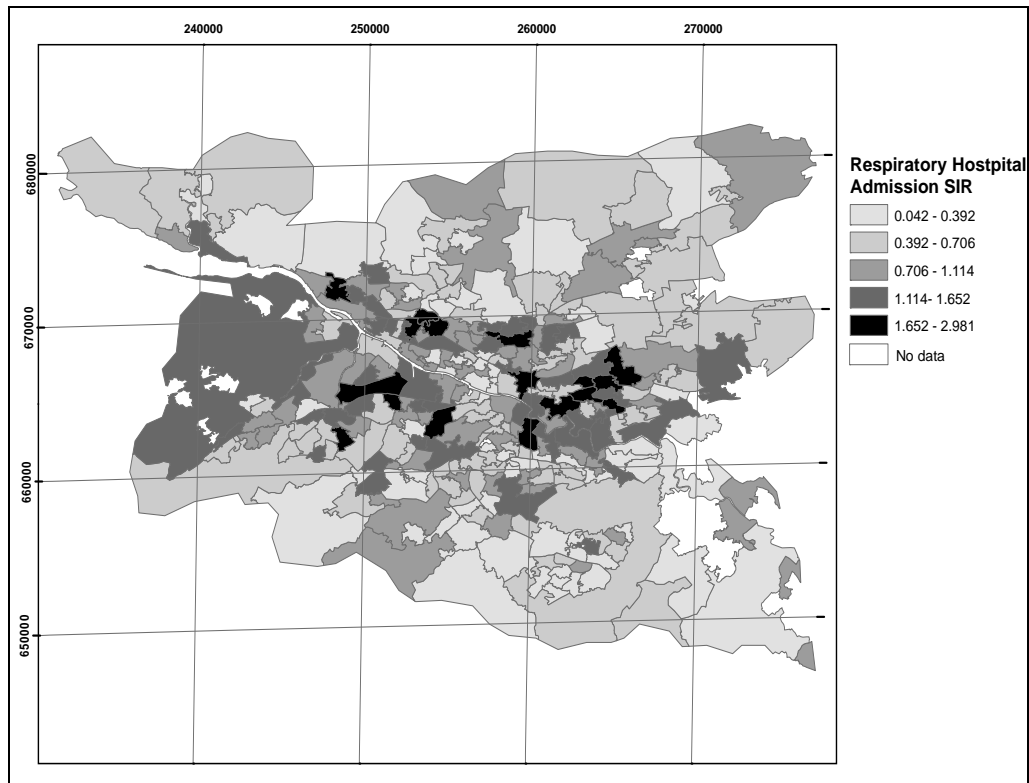 240000 250000 260000 270000
680000
670000
660000
650000
Respiratory Hostpital
Admission SIR
0.042 - 0.392
0.392 - 0.706
0.706 - 1.114
1.114- 1.652
1.652 - 2.981
No data